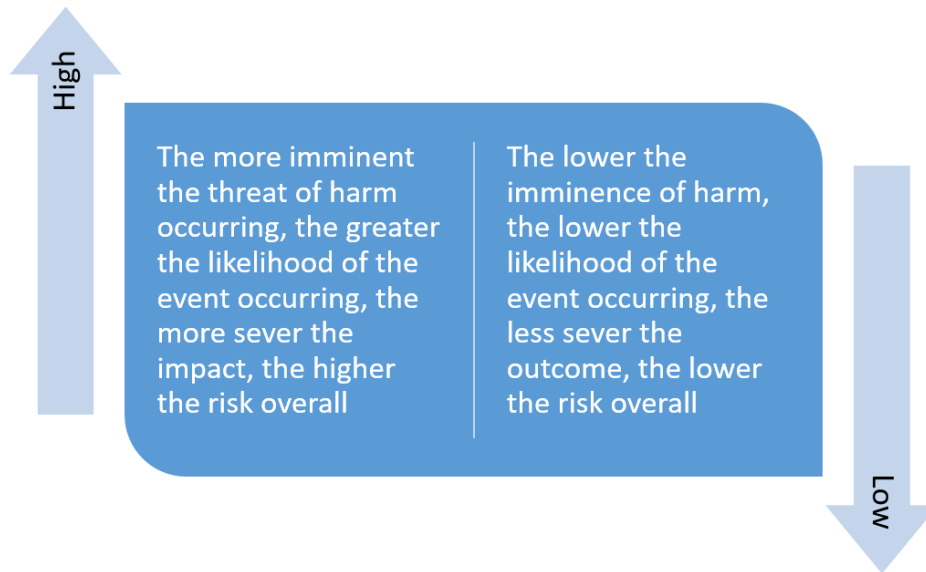 High
The more imminent
the threat of harm
occurring, the greater
the likelihood of the
event occurring, the
more sever the
impact, the higher
the risk overall
The lower the
imminence of harm,
the lower the
likelihood of the
event occurring, the
less sever the
outcome, the lower
the risk overall
Low